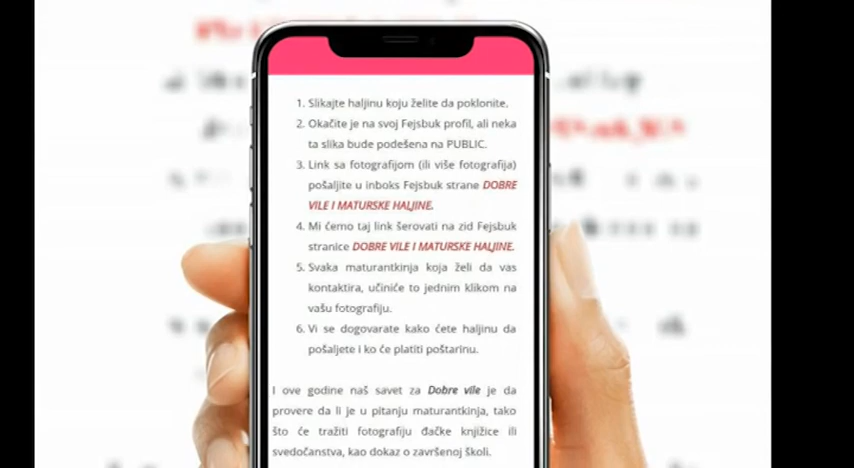 1. Slikajte haljinu koju želite da poklonite.
2. Okačite je na svoj Fejsbuk profil, ali neka
ta slika bude podešena na PUBLIC.
3. Link sa fotografijom (ili više fotografija)
pošaljite u inboks Fejsbuk strane DOBRE
VILE I MATURSKE HALJINE.
4. Mi ćemo taj link šerovati na zid Fejsbuk
stranice DOBRE VILE I MATURSKE HALJINE.
5. Svaka maturantkinja koja želi da vas
kontaktira, učiniće to jednim klikom na
vašu fotografiju.
6. Vi se dogovarate kako ćete haljinu da
pošaljete i ko će platiti poštarinu.
I ove godine naš savet za Dobre vile je da
provere da li je u pitanju maturantkinja, tako
što će tražiti fotografiju đačke knjižice ili
svedočanstva, kao dokaz o završenoj školi.